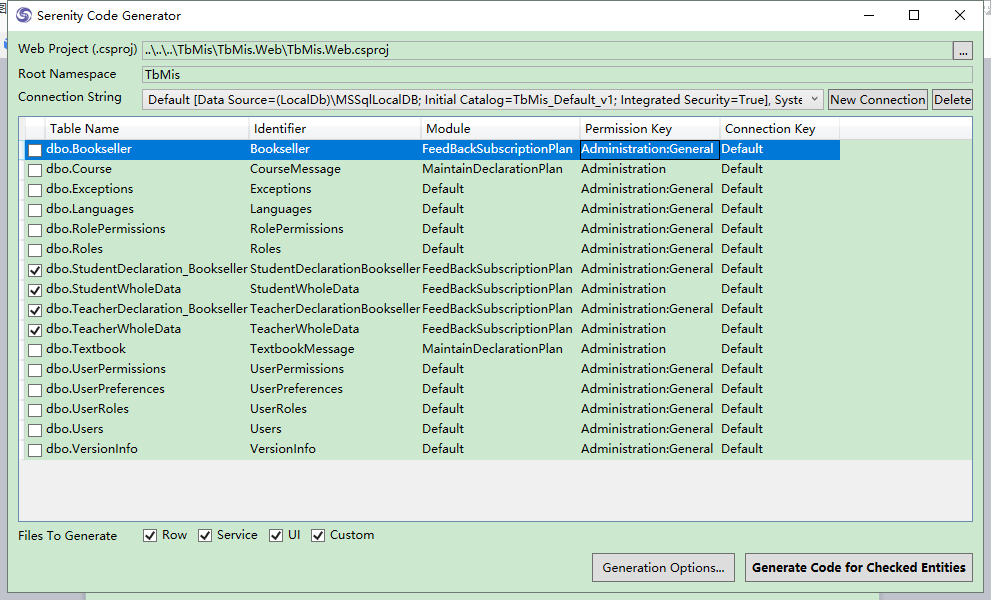 Serenity Code Generator
Web Project (.csproj) ..\..\..\TbMis\TbMis.Web\TbMis.Web.csproj ...
Root Namespace TbMis
Connection String Default [Data Source=(LocalDb)\MSSqlLocalDB; Initial Catalog=TbMis_Default_v1; Integrated Security=True], Syste New Connection Delete
Table Name Identifier Module Permission Key Connection Key
dbo.Bookseller Bookseller FeedBackSubscriptionPlan Administration:General Default
dbo.Course CourseMessage MaintainDeclarationPlan Administration Default
dbo.Exceptions Exceptions Default Administration:General Default
dbo.Languages Languages Default Administration:General Default
dbo.RolePermissions RolePermissions Default Administration:General Default
dbo.Roles Roles Default Administration:General Default
dbo.StudentDeclaration_Bookseller StudentDeclarationBookseller FeedBackSubscriptionPlan Administration:General Default
dbo.StudentWholeData StudentWholeData FeedBackSubscriptionPlan Administration Default
dbo.TeacherDeclaration_Bookseller TeacherDeclarationBookseller FeedBackSubscriptionPlan Administration:General Default
dbo.TeacherWholeData TeacherWholeData FeedBackSubscriptionPlan Administration Default
dbo.Textbook TextbookMessage MaintainDeclarationPlan Administration Default
dbo.UserPermissions UserPermissions Default Administration:General Default
dbo.UserPreferences UserPreferences Default Administration:General Default
dbo.UserRoles UserRoles Default Administration:General Default
dbo.Users Users Default Administration:General Default
dbo.VersionInfo VersionInfo Default Administration:General Default
Files To Generate Row Service UI Custom
Generation Options... Generate Code for Checked Entities